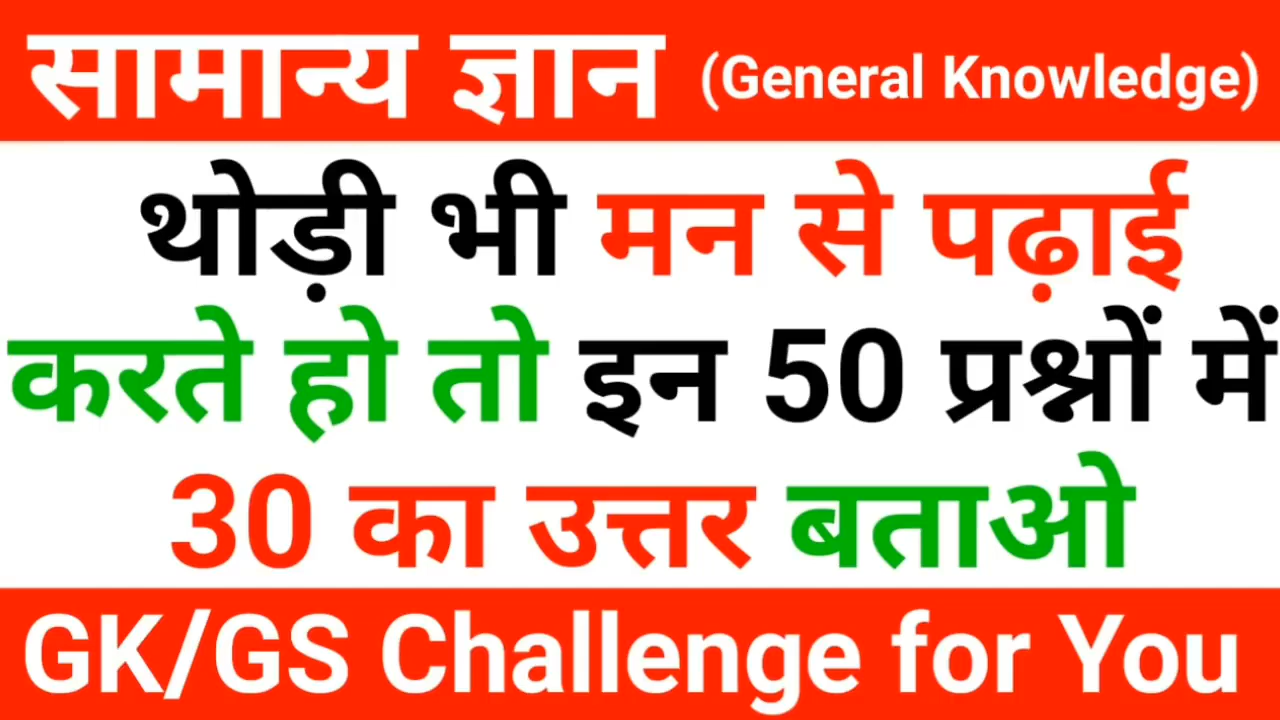 सामान्य ज्ञान (General Knowledge)
थोड़ी भी मन से पढ़ाई
करते हो तो इन 50 प्रश्नों में
30 का उत्तर बताओ
GK/GS Challenge for You